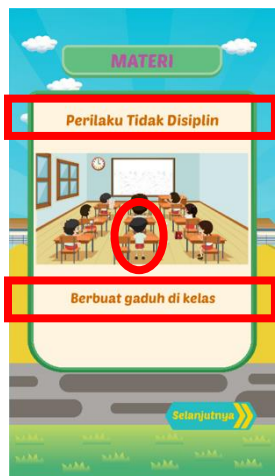 MATERI
Perilaku Tidak Disiplin
Berbuat gaduh di kelas
Selanjutnya